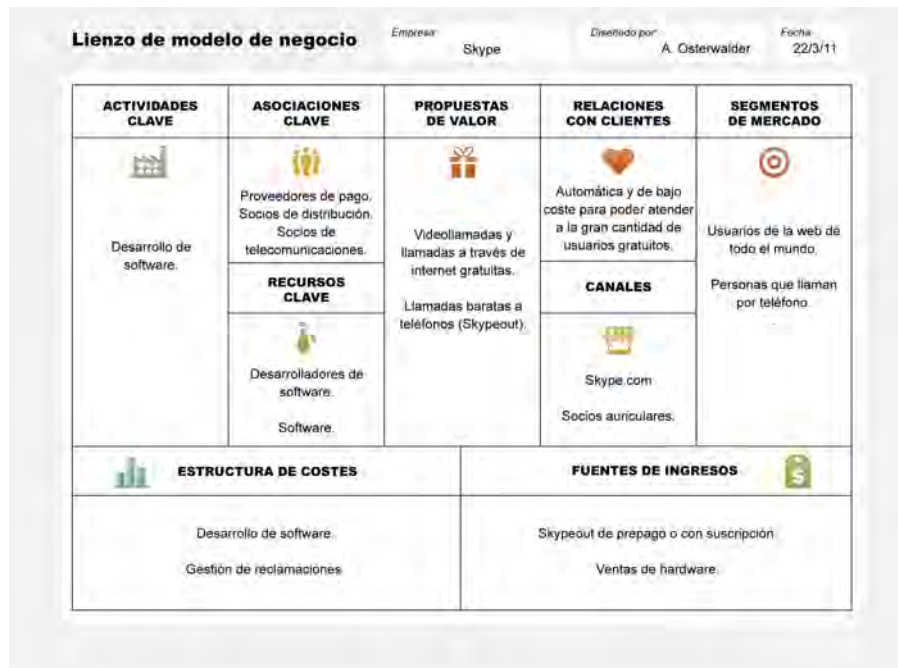 Lienzo de modelo de negocio
Empresa:
Skype
Diseñado por:
A. Osterwalder
Fecha:
22/3/11
ACTIVIDADES
CLAVE
Desarrollo de
software.
ASOCIACIONES
CLAVE
Proveedores de pago.
Socios de distribución.
Socios de
telecomunicaciones.
RECURSOS
CLAVE
Desarrolladores de
software.
Software.
PROPUESTAS
DE VALOR
Videollamadas y
llamadas a través de
internet gratuitas.
Llamadas baratas a
teléfonos (Skypeout).
RELACIONES
CON CLIENTES
Automática y de bajo
coste para poder atender
a la gran cantidad de
usuarios gratuitos.
CANALES
Skype.com
Socios auriculares.
SEGMENTOS
DE MERCADO
Usuarios de la web de
todo el mundo.
Personas que llaman
por teléfono.
ESTRUCTURA DE COSTES
Desarrollo de software.
Gestión de reclamaciones
FUENTES DE INGRESOS
$
Skypeout de prepago o con suscripción
Ventas de hardware.